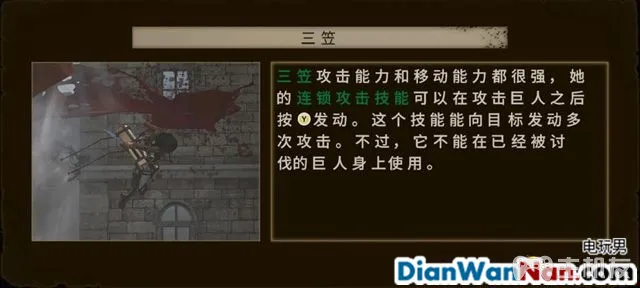 三笠
三笠攻击能力和移动能力都很强，她
的连锁攻击技能可以在攻击巨人之后
按Y发动。这个技能能向目标发动多
次攻击。不过，它不能在已经被讨
伐的巨人身上使用。
电玩男
DianWanNan.com